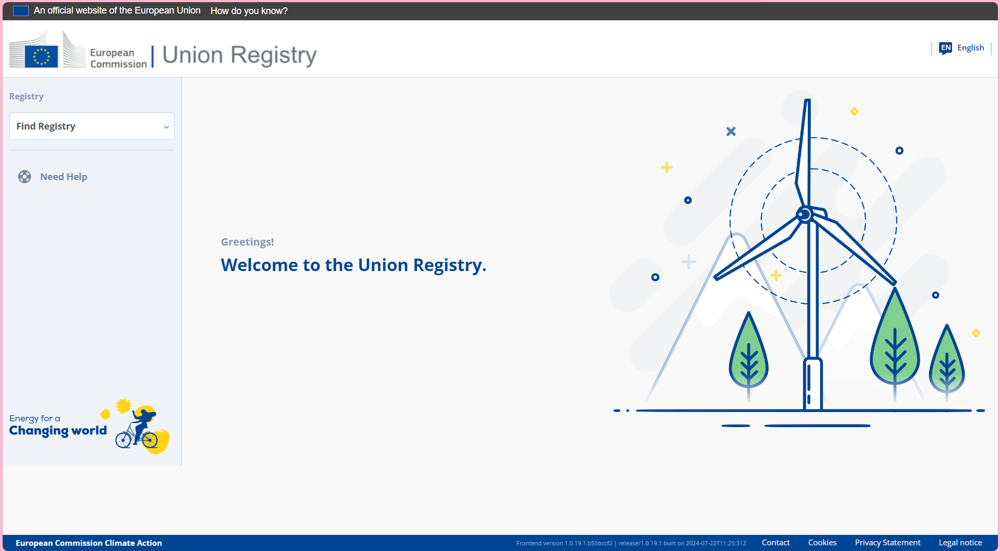 An official website of the European Union How do you know?
European
Commission
Union Registry
EN English
Registry
Find Registry
Need Help
Greetings!
Welcome to the Union Registry.
Energy for a
Changing world
European Commission Climate Action
Frontend version 1.0.19.1.b55bccf2 | release/1.0.19.1 built on 2024-07-22T11:25:31Z
Contact
Cookies
Privacy Statement
Legal notice